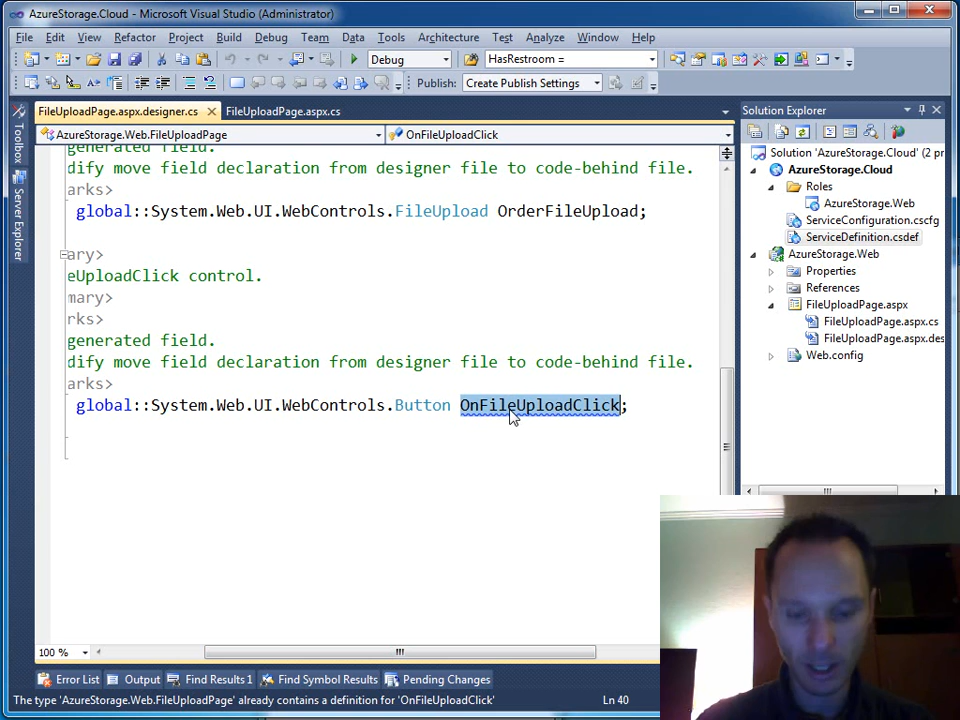 AzureStorage.Cloud - Microsoft Visual Studio (Administrator)
File Edit View Refactor Project Build Debug Team Data Tools Architecture Test Analyze Window Help
Debug HasRestroom =
Publish: Create Publish Settings
FileUploadPage.aspx.designer.cs FileUploadPage.aspx.cs
AzureStorage.Web.FileUploadPage OnFileUploadClick
Toolbox
Server Explorer
generated field.
dify move field declaration from designer file to code-behind file.
arks>
global::System.Web.UI.WebControls.FileUpload OrderFileUpload;
ary>
eUploadClick control.
mary>
rks>
generated field.
dify move field declaration from designer file to code-behind file.
arks>
global::System.Web.UI.WebControls.Button OnFileUploadClick;
100 %
Solution Explorer
Solution 'AzureStorage.Cloud' (2 pr
AzureStorage.Cloud
Roles
AzureStorage.Web
ServiceConfiguration.cscfg
ServiceDefinition.csdef
AzureStorage.Web
Properties
References
FileUploadPage.aspx
FileUploadPage.aspx.cs
FileUploadPage.aspx.des
Web.config
Error List Output Find Results 1 Find Symbol Results Pending Changes
The type 'AzureStorage.Web.FileUploadPage' already contains a definition for 'OnFileUploadClick' Ln 40